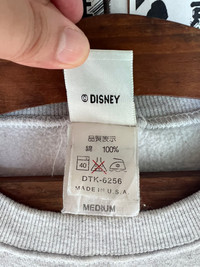 © DISNEY
品質表示
綿 100%
40
DTK-6256
MADE IN U.S.A
MEDIUM